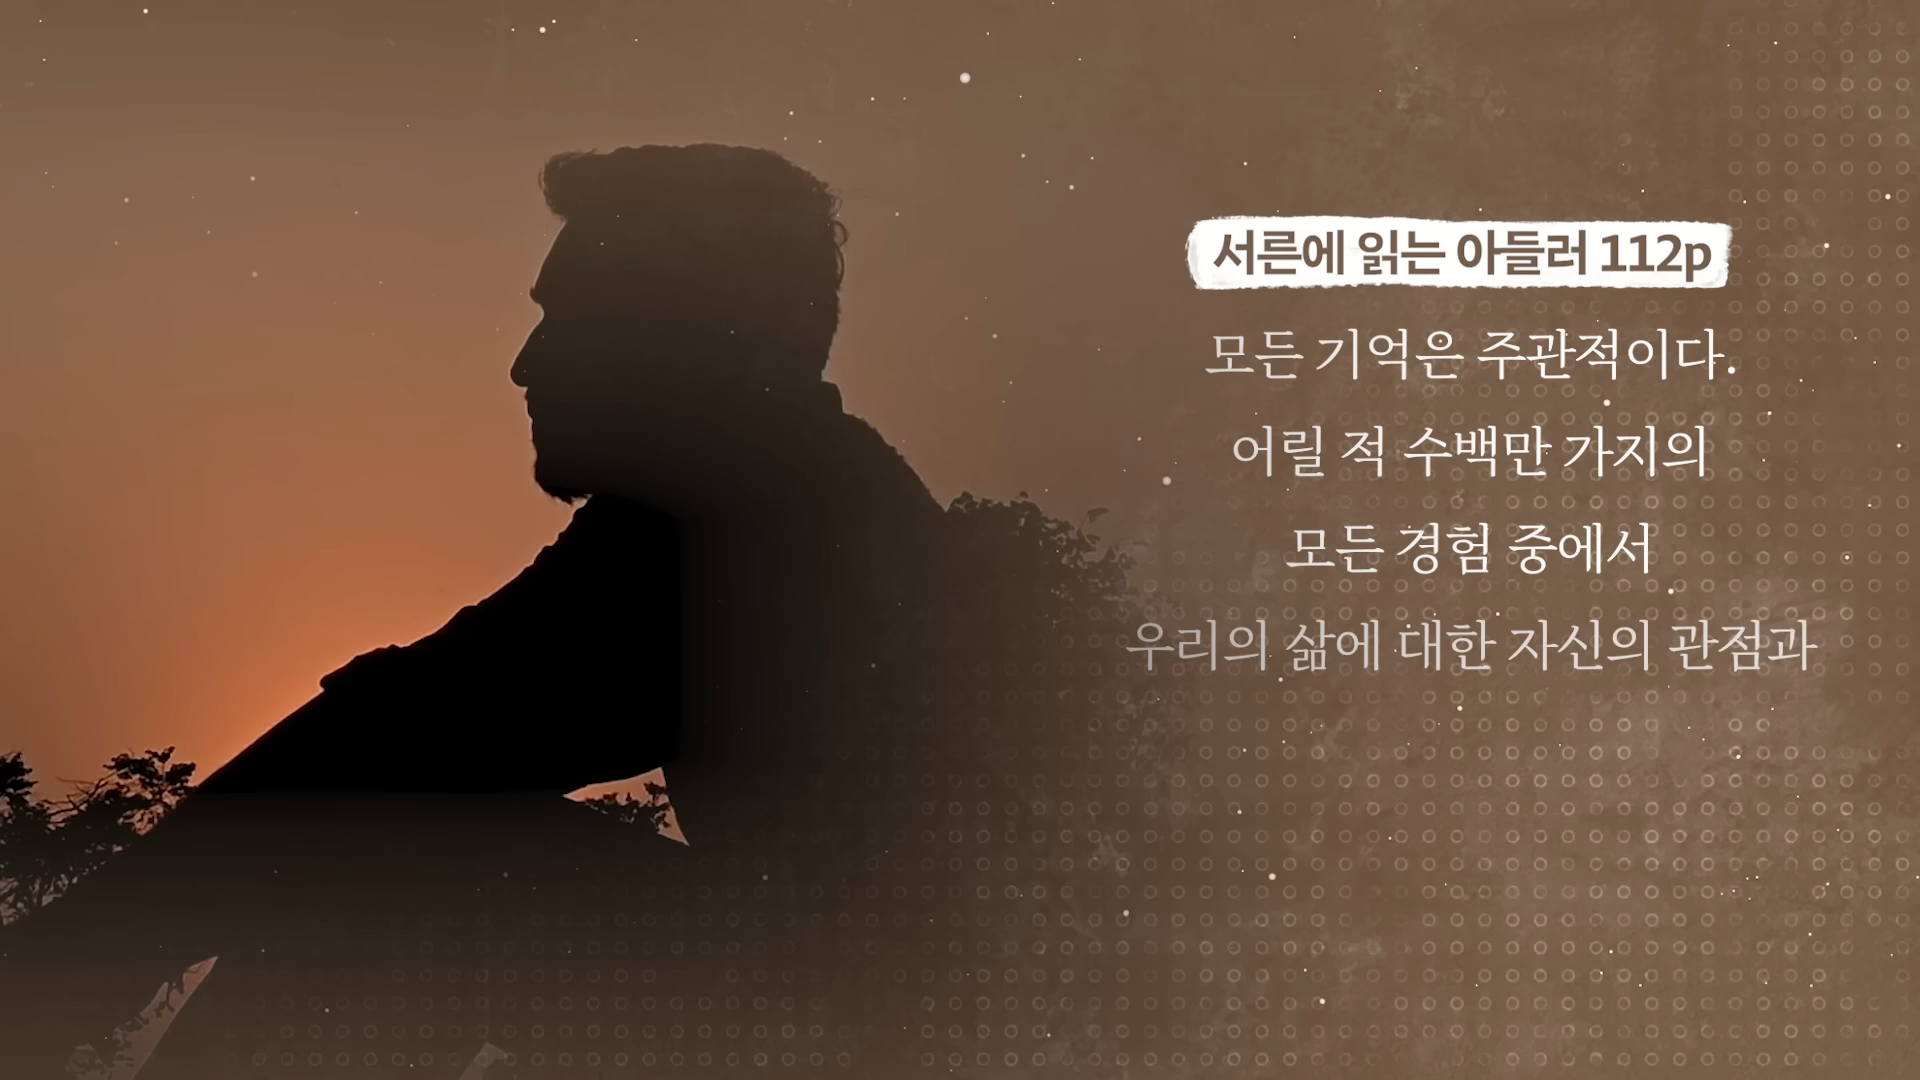 서른에 읽는 아들러 112p
모든 기억은 주관적이다.
어릴 적 수백만 가지의
모든 경험 중에서
우리의 삶에 대한 자신의 관점과